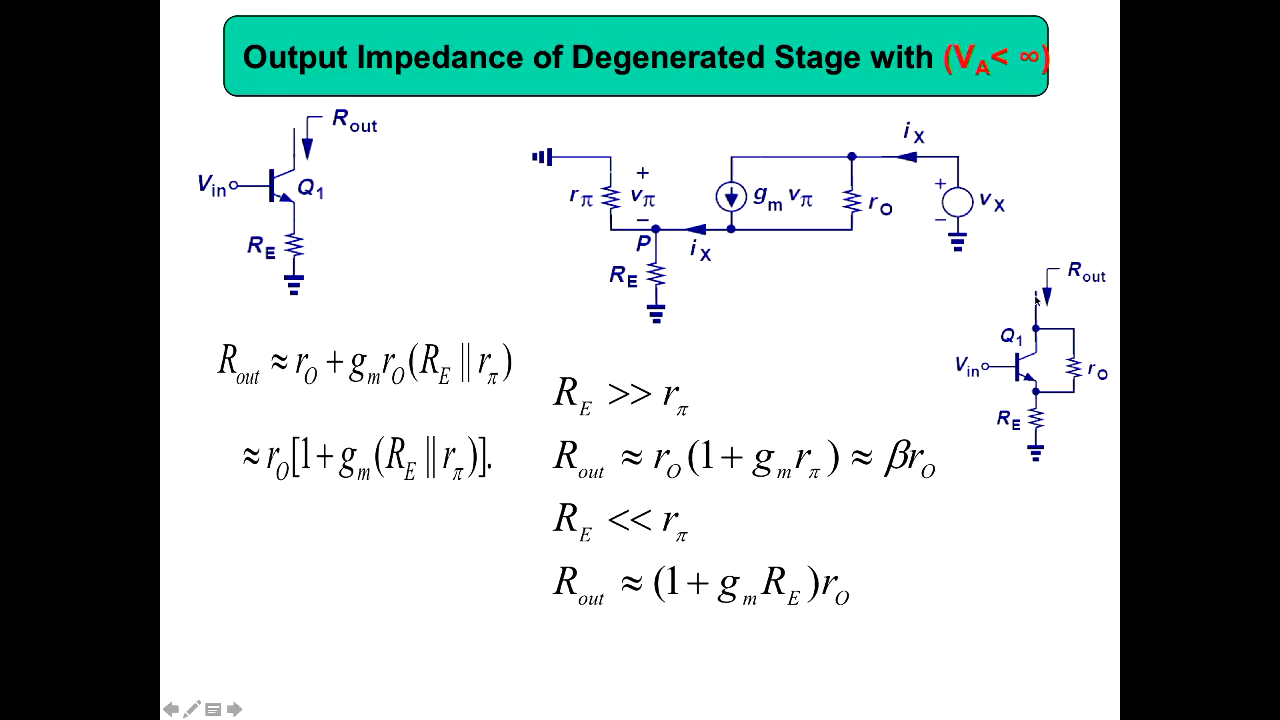 Output Impedance of Degenerated Stage with (V_A < ∞)
R_out
V_in
Q_1
R_E
r_π
+
v_π
−
P
R_E
i_X
g_m v_π
r_O
i_X
+
−
v_X
R_out
Q_1
V_in
r_O
R_E
R_out ≈ r_O + g_m r_O (R_E || r_π)
≈ r_O [1 + g_m (R_E || r_π)].
R_E >> r_π
R_out ≈ r_O (1 + g_m r_π) ≈ βr_O
R_E << r_π
R_out ≈ (1 + g_m R_E) r_O